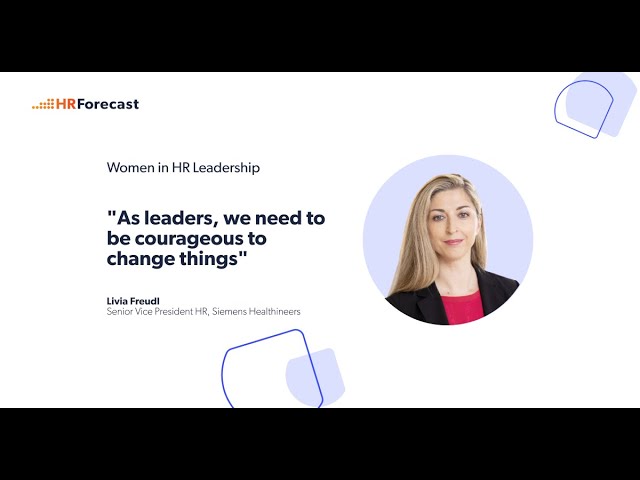 HRForecast
Women in HR Leadership
"As leaders, we need to
be courageous to
change things"
Livia Freudl
Senior Vice President HR, Siemens Healthineers